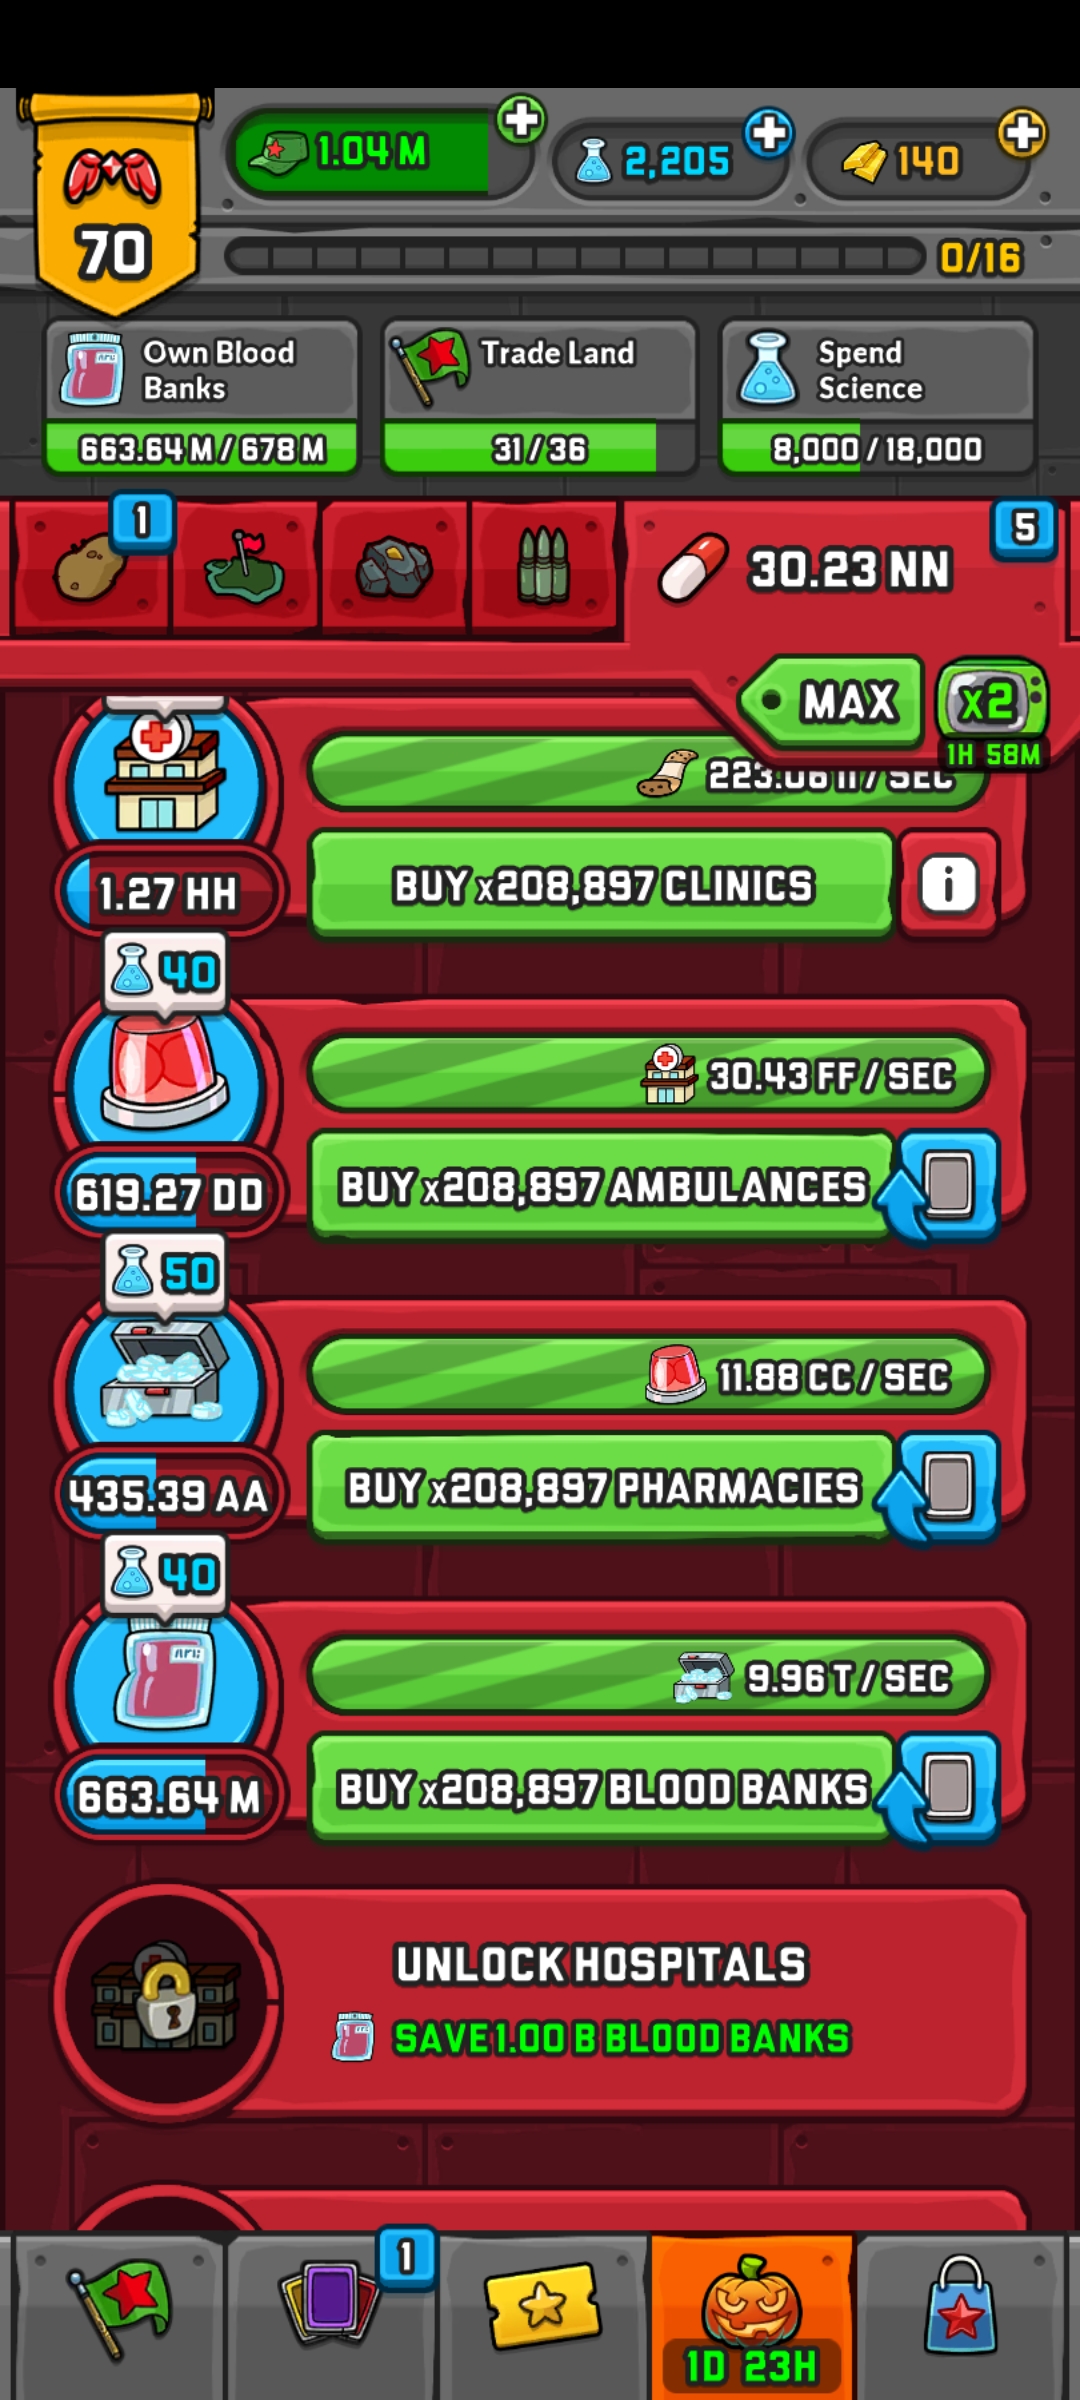 70
1.04 M
2,205
140
0/16
Own Blood
Banks
663.64 M / 678 M
Trade Land
31 / 36
Spend
Science
8,000 / 18,000
1
30.23 NN
5
MAX
x2
1H 58M
/ SEC
1.27 HH
BUY x208,897 CLINICS
i
40
30.43 FF / SEC
619.27 DD
BUY x208,897 AMBULANCES
50
11.88 CC / SEC
435.39 AA
BUY x208,897 PHARMACIES
40
9.96 T / SEC
663.64 M
BUY x208,897 BLOOD BANKS
UNLOCK HOSPITALS
SAVE 1.00 B BLOOD BANKS
1
1D 23H